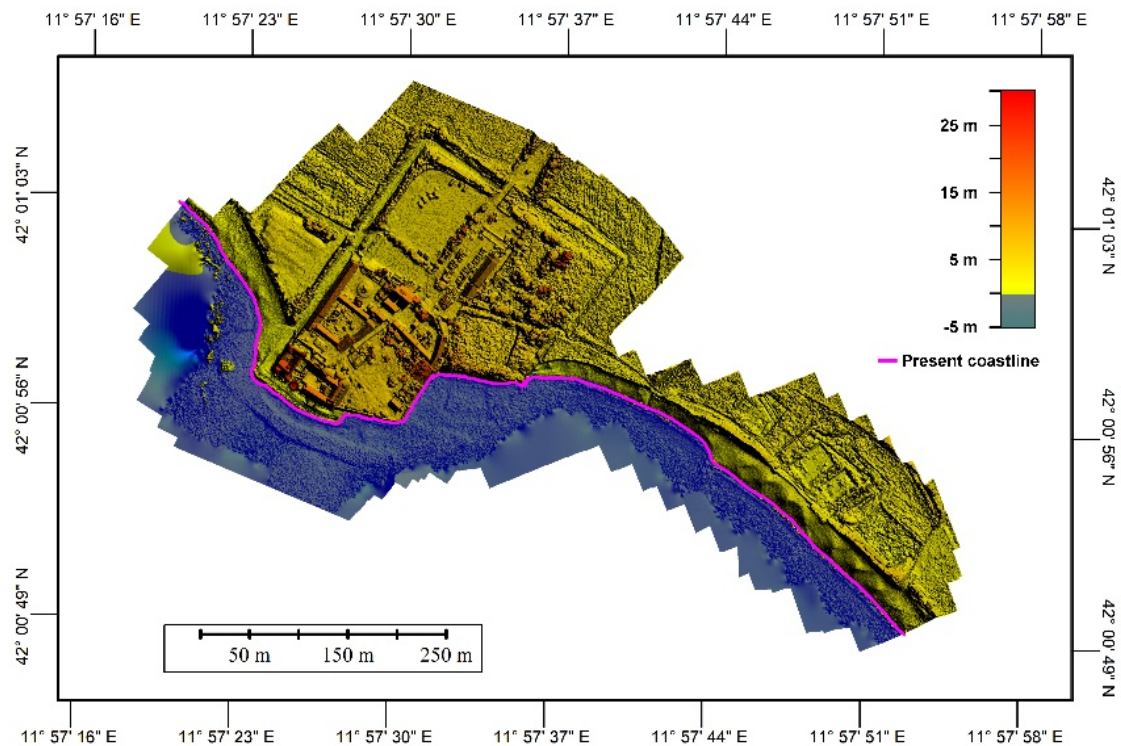 11° 57' 16" E 11° 57' 23" E 11° 57' 30" E 11° 57' 37" E 11° 57' 44" E 11° 57' 51" E 11° 57' 58" E
25 m
15 m
5 m
-5 m
Present coastline
42° 01' 03" N
42° 00' 56" N
42° 00' 49" N
42° 01' 03" N
42° 00' 56" N
42° 00' 49" N
50 m 150 m 250 m
11° 57' 16" E 11° 57' 23" E 11° 57' 30" E 11° 57' 37" E 11° 57' 44" E 11° 57' 51" E 11° 57' 58" E